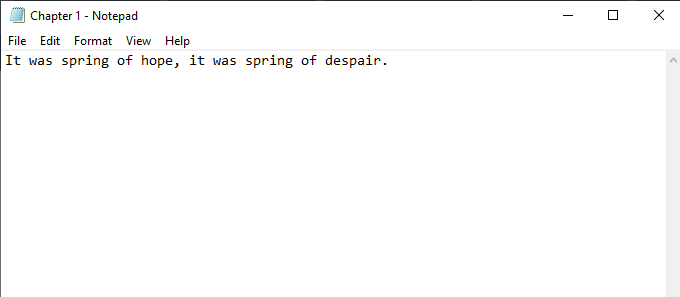 Chapter 1 - Notepad
File Edit Format View Help
It was spring of hope, it was spring of despair.